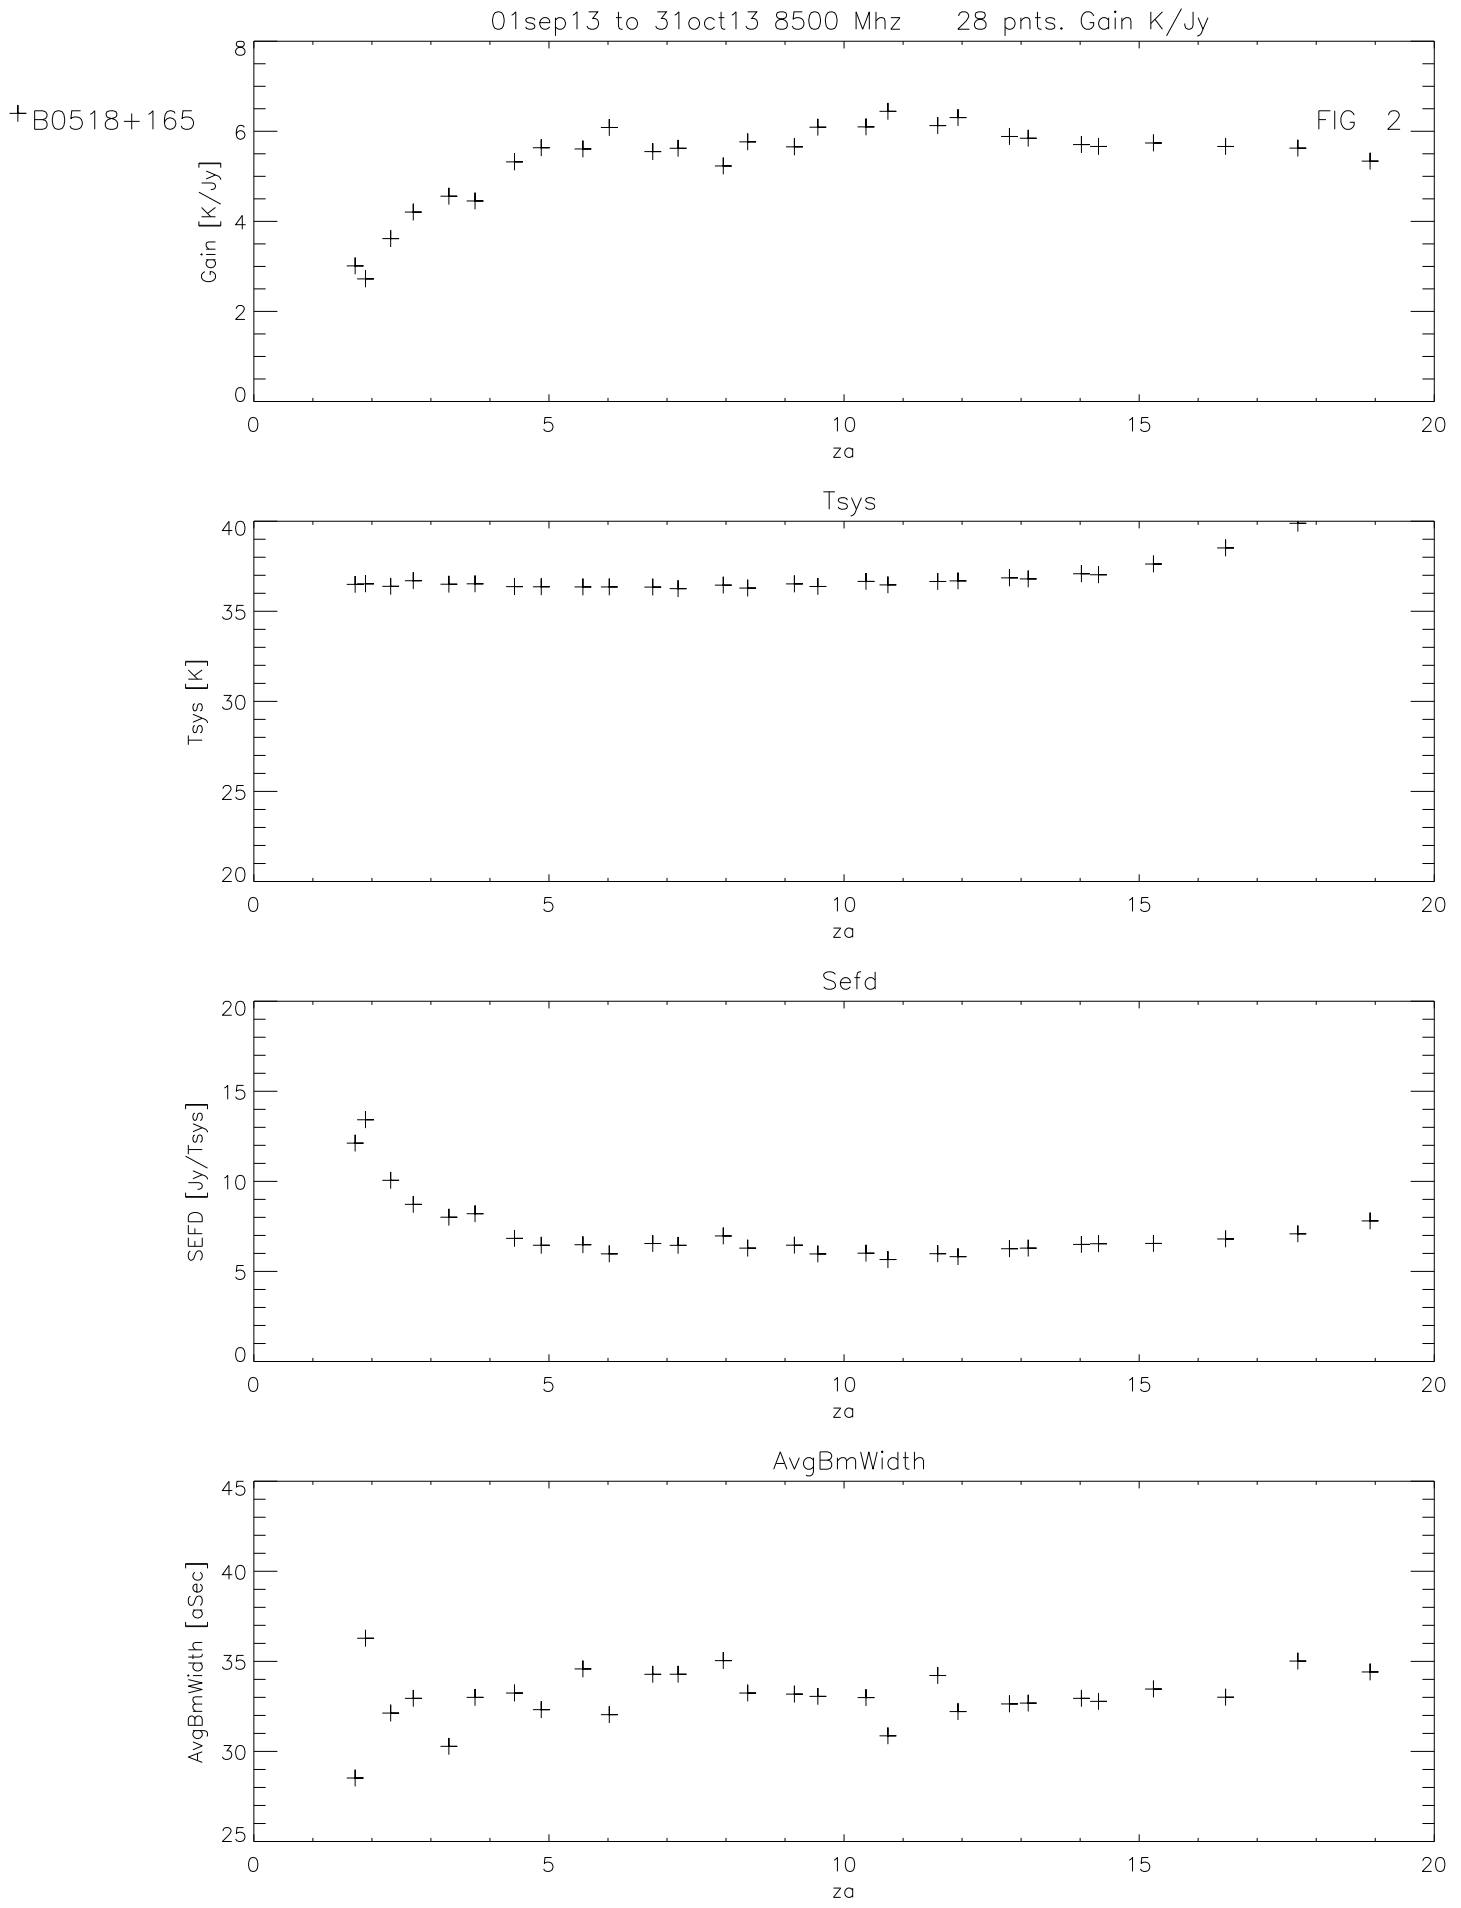 01sep13 to 31oct13 8500 Mhz 28 pnts. Gain K/Jy
+B0518+165
FIG 2
Gain [K/Jy]
8
6
4
2
0
0 5 10 15 20
za
Tsys
Tsys [K]
40
35
30
25
20
0 5 10 15 20
za
Sefd
SEFD [Jy/Tsys]
20
15
10
5
0
0 5 10 15 20
za
AvgBmWidth
AvgBmWidth [aSec]
45
40
35
30
25
0 5 10 15 20
za